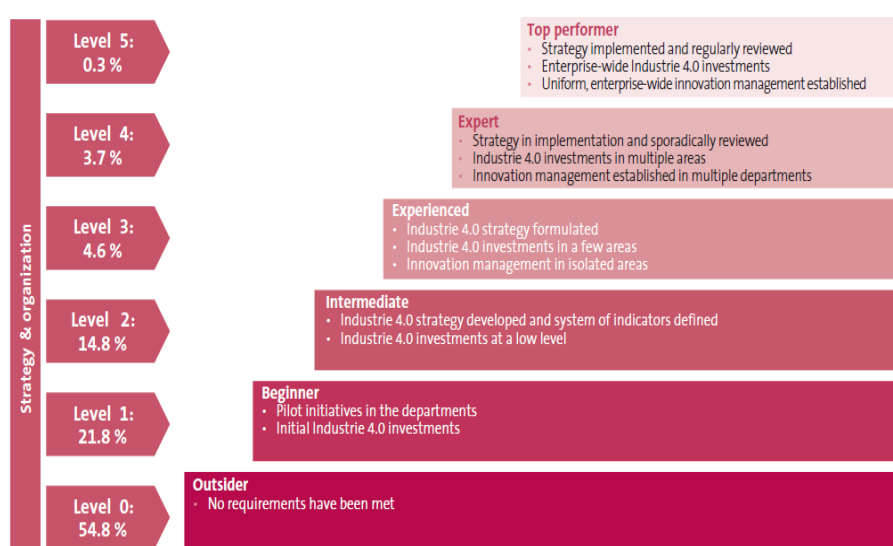 Strategy & organization
Level 5:
0.3 %
Top performer
• Strategy implemented and regularly reviewed
• Enterprise-wide Industrie 4.0 investments
• Uniform, enterprise-wide innovation management established
Level 4:
3.7 %
Expert
• Strategy in implementation and sporadically reviewed
• Industrie 4.0 investments in multiple areas
• Innovation management established in multiple departments
Level 3:
4.6 %
Experienced
• Industrie 4.0 strategy formulated
• Industrie 4.0 investments in a few areas
• Innovation management in isolated areas
Level 2:
14.8 %
Intermediate
• Industrie 4.0 strategy developed and system of indicators defined
• Industrie 4.0 investments at a low level
Level 1:
21.8 %
Beginner
• Pilot initiatives in the departments
• Initial Industrie 4.0 investments
Level 0:
54.8 %
Outsider
• No requirements have been met